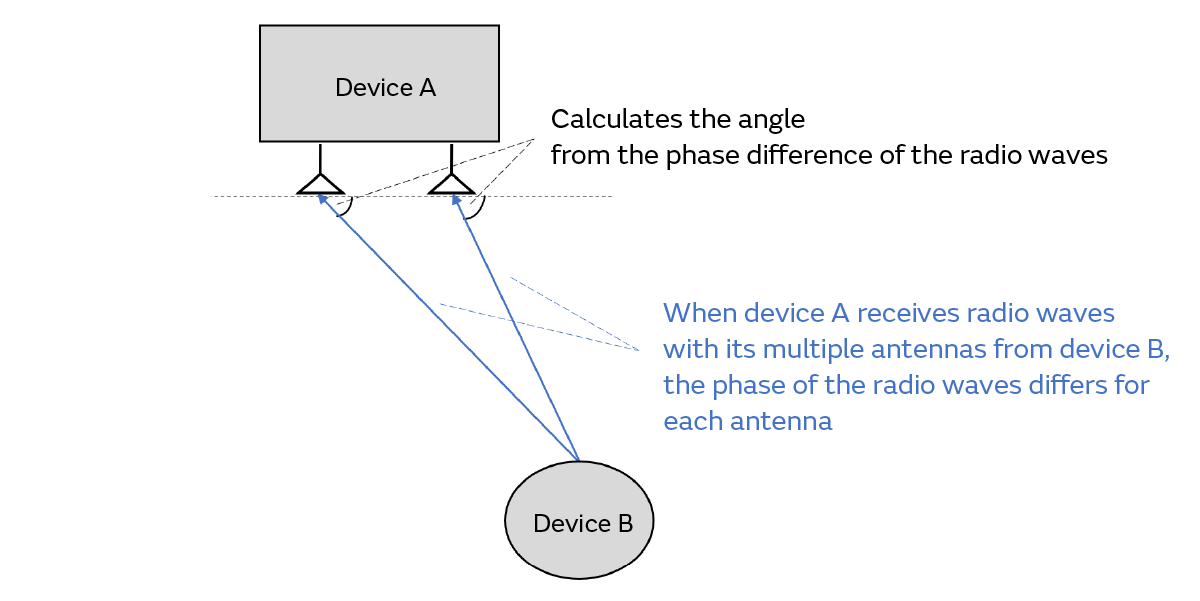 Device A
Calculates the angle
from the phase difference of the radio waves
When device A receives radio waves
with its multiple antennas from device B,
the phase of the radio waves differs for
each antenna
Device B